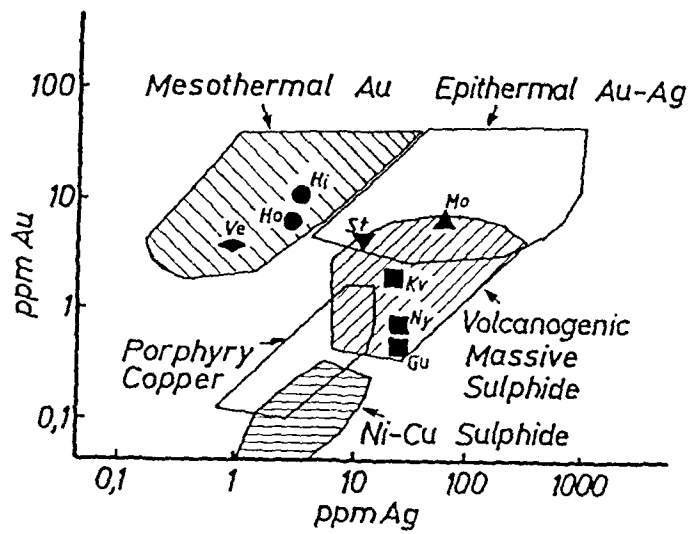 100
Mesothermal Au
Epithermal Au-Ag
10
Hi
Ho
Ve
St
Mo
ppm Au
1
Kv
Ny
Gu
Volcanogenic
Massive
Sulphide
Porphyry
Copper
0,1
Ni-Cu Sulphide
0,1
1
10
100
1000
ppm Ag